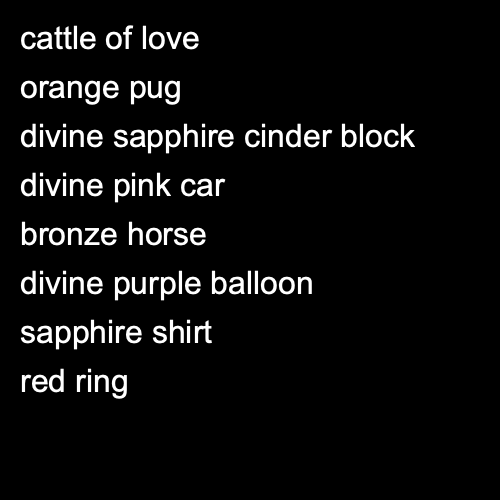 cattle of love
orange pug
divine sapphire cinder block
divine pink car
bronze horse
divine purple balloon
sapphire shirt
red ring